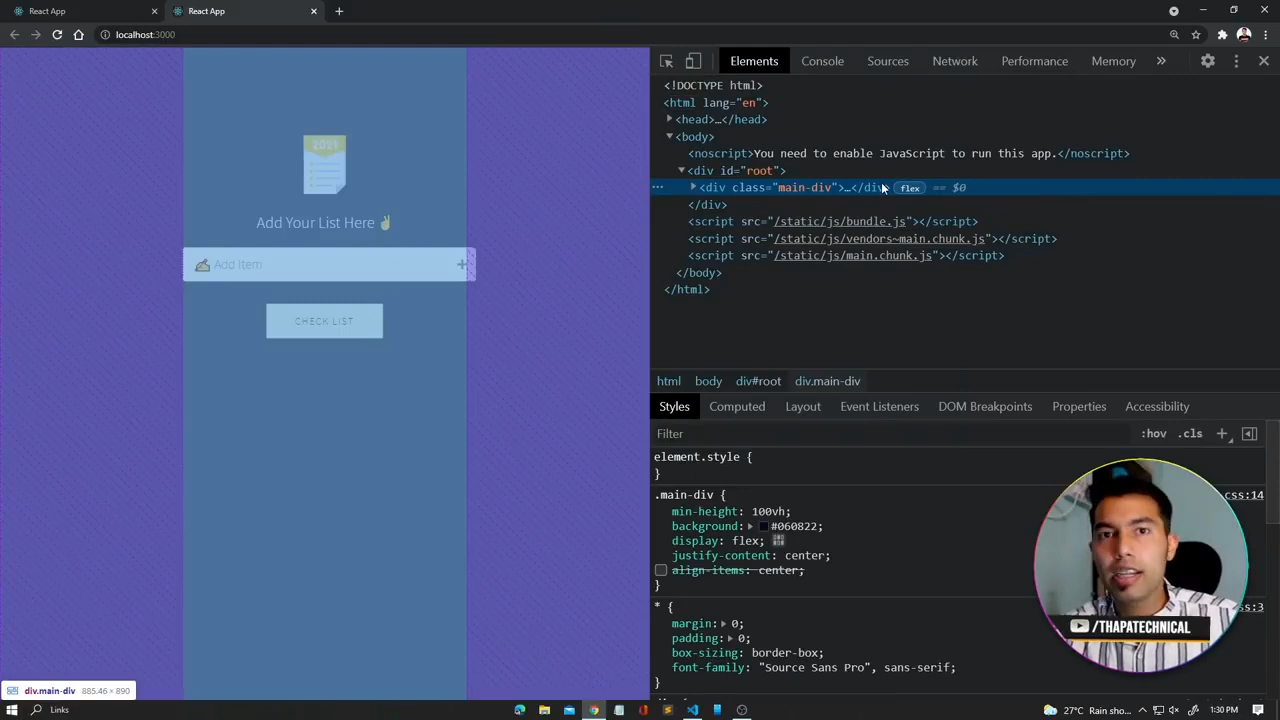 React App
React App
localhost:3000
2021
Add Your List Here
Add Item
CHECK LIST
Elements
Console
Sources
Network
Performance
Memory
<!DOCTYPE html>
<html lang="en">
<head>…</head>
<body>
<noscript>You need to enable JavaScript to run this app.</noscript>
<div id="root">
<div class="main-div">…</div> flex == $0
</div>
<script src="/static/js/bundle.js"></script>
<script src="/static/js/vendors~main.chunk.js"></script>
<script src="/static/js/main.chunk.js"></script>
</body>
</html>
html body div#root div.main-div
Styles Computed Layout Event Listeners DOM Breakpoints Properties Accessibility
Filter :hov .cls
element.style {
}
.main-div { css:14
min-height: 100vh;
background: #060822;
display: flex;
justify-content: center;
align-items: center;
}
* { ss:3
margin: 0;
padding: 0;
box-sizing: border-box;
font-family: "Source Sans Pro", sans-serif;
}
/THAPATECHNICAL
div.main-div 885.46 × 890
Links
27°C Rain sho...
1:30 PM